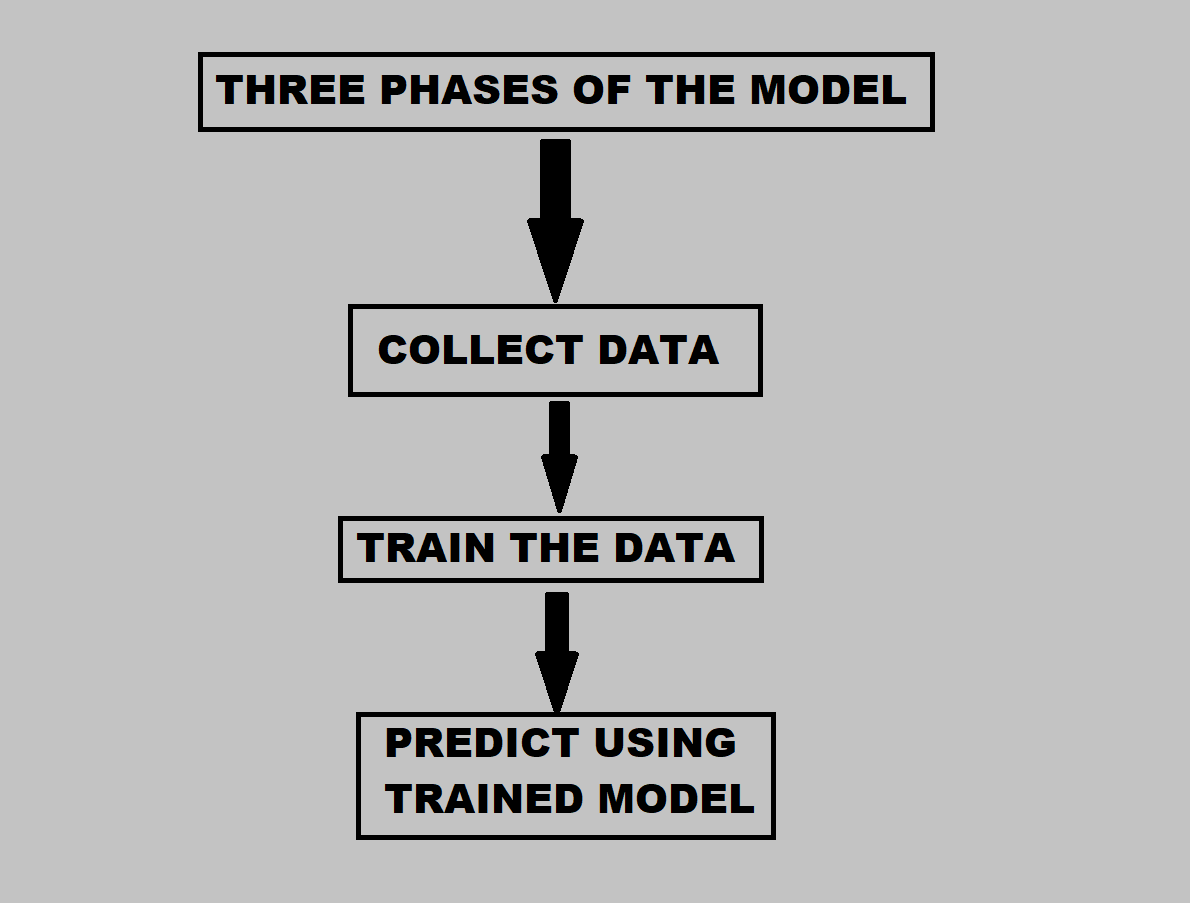 THREE PHASES OF THE MODEL
COLLECT DATA
TRAIN THE DATA
PREDICT USING
TRAINED MODEL